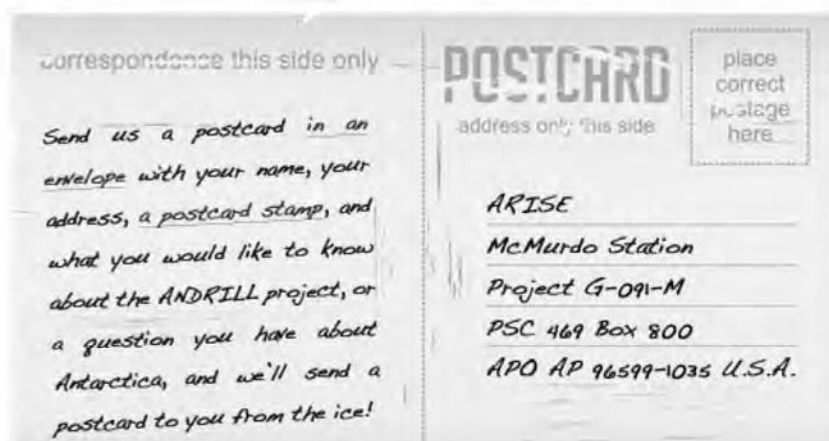 correspondence this side only
Send us a postcard in an
envelope with your name, your
address, a postcard stamp, and
what you would like to know
about the ANDRILL project, or
a question you have about
Antarctica, and we'll send a
postcard to you from the ice!
POSTCARD
address only this side
place
correct
postage
here
ARISE
McMurdo Station
Project G-091-M
PSC 469 Box 800
APO AP 96599-1035 U.S.A.